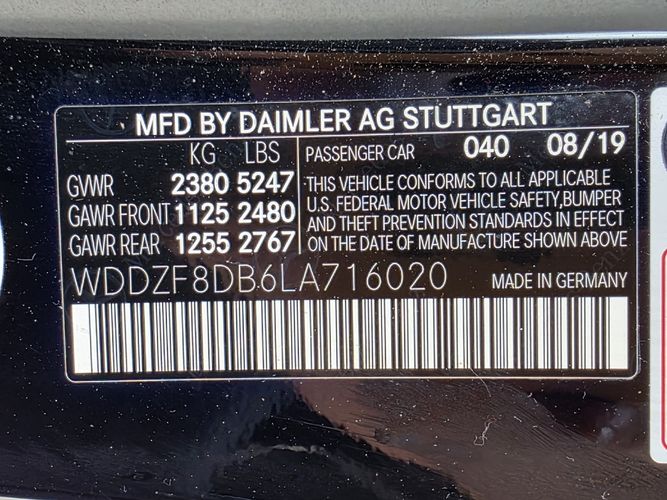 MFD BY DAIMLER AG STUTTGART
KG LBS
GVWR 2380 5247
GAWR FRONT 1125 2480
GAWR REAR 1255 2767
PASSENGER CAR 040 08/19
THIS VEHICLE CONFORMS TO ALL APPLICABLE
U.S. FEDERAL MOTOR VEHICLE SAFETY,BUMPER
AND THEFT PREVENTION STANDARDS IN EFFECT
ON DATE OF MANUFACTURE SHOWN ABOVE
WDDZF8DB6LA716020 MADE IN GERMANY